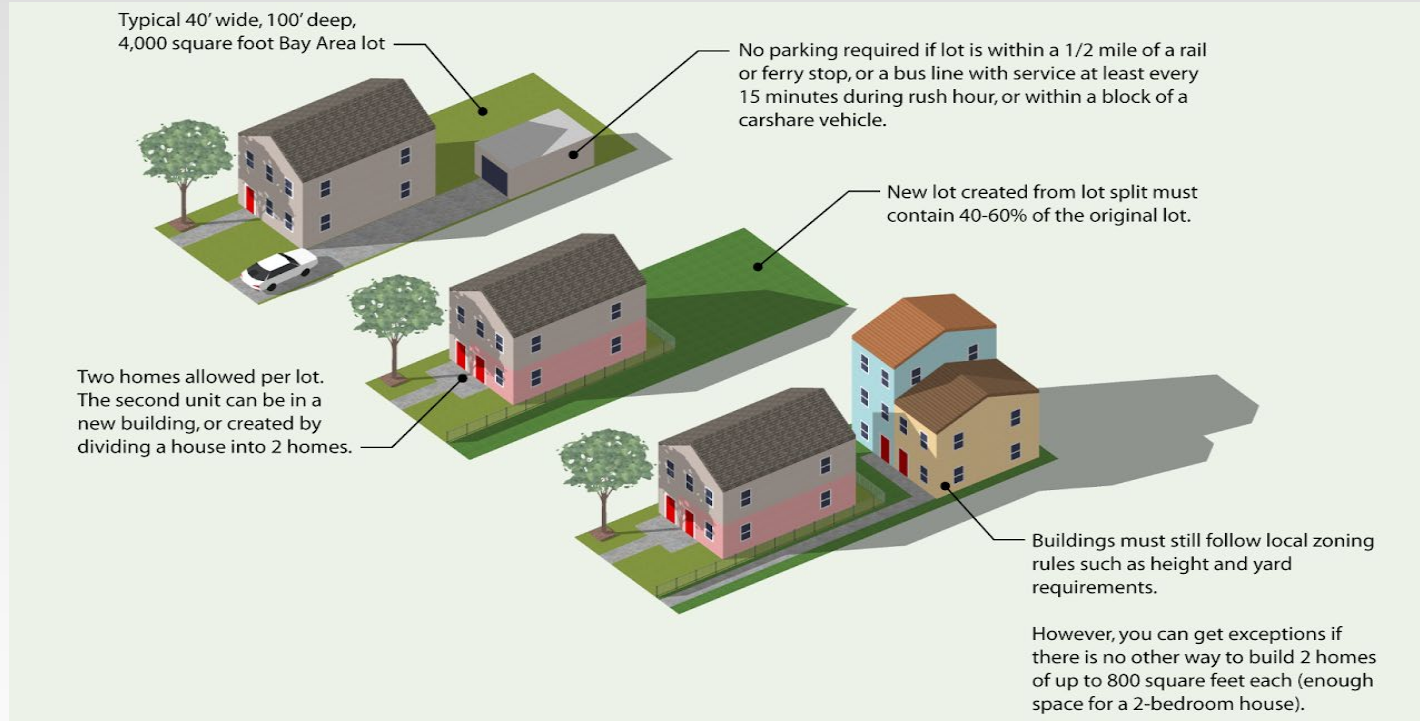 Typical 40' wide, 100' deep,
4,000 square foot Bay Area lot
No parking required if lot is within a 1/2 mile of a rail
or ferry stop, or a bus line with service at least every
15 minutes during rush hour, or within a block of a
carshare vehicle.
New lot created from lot split must
contain 40-60% of the original lot.
Two homes allowed per lot.
The second unit can be in a
new building, or created by
dividing a house into 2 homes.
Buildings must still follow local zoning
rules such as height and yard
requirements.
However, you can get exceptions if
there is no other way to build 2 homes
of up to 800 square feet each (enough
space for a 2-bedroom house).